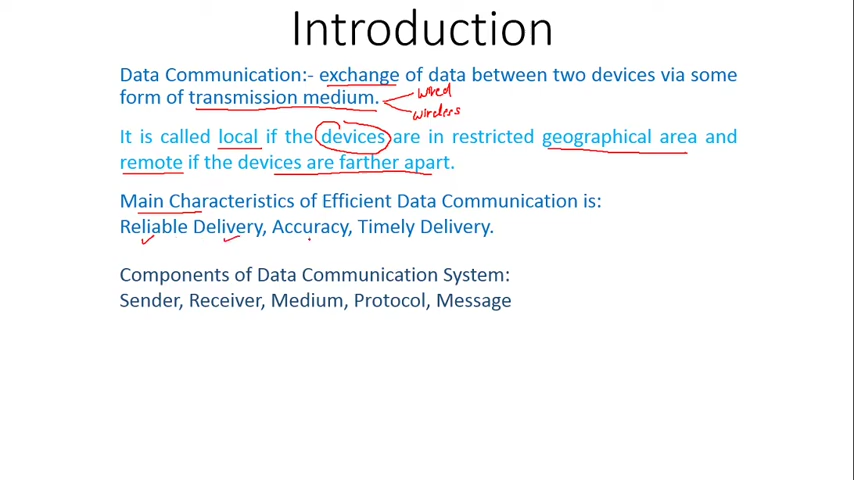 Introduction
Data Communication:- exchange of data between two devices via some
wired
form of transmission medium.
wireless
It is called local if the devices are in restricted geographical area and
remote if the devices are farther apart.
Main Characteristics of Efficient Data Communication is:
Reliable Delivery, Accuracy, Timely Delivery.
Components of Data Communication System:
Sender, Receiver, Medium, Protocol, Message